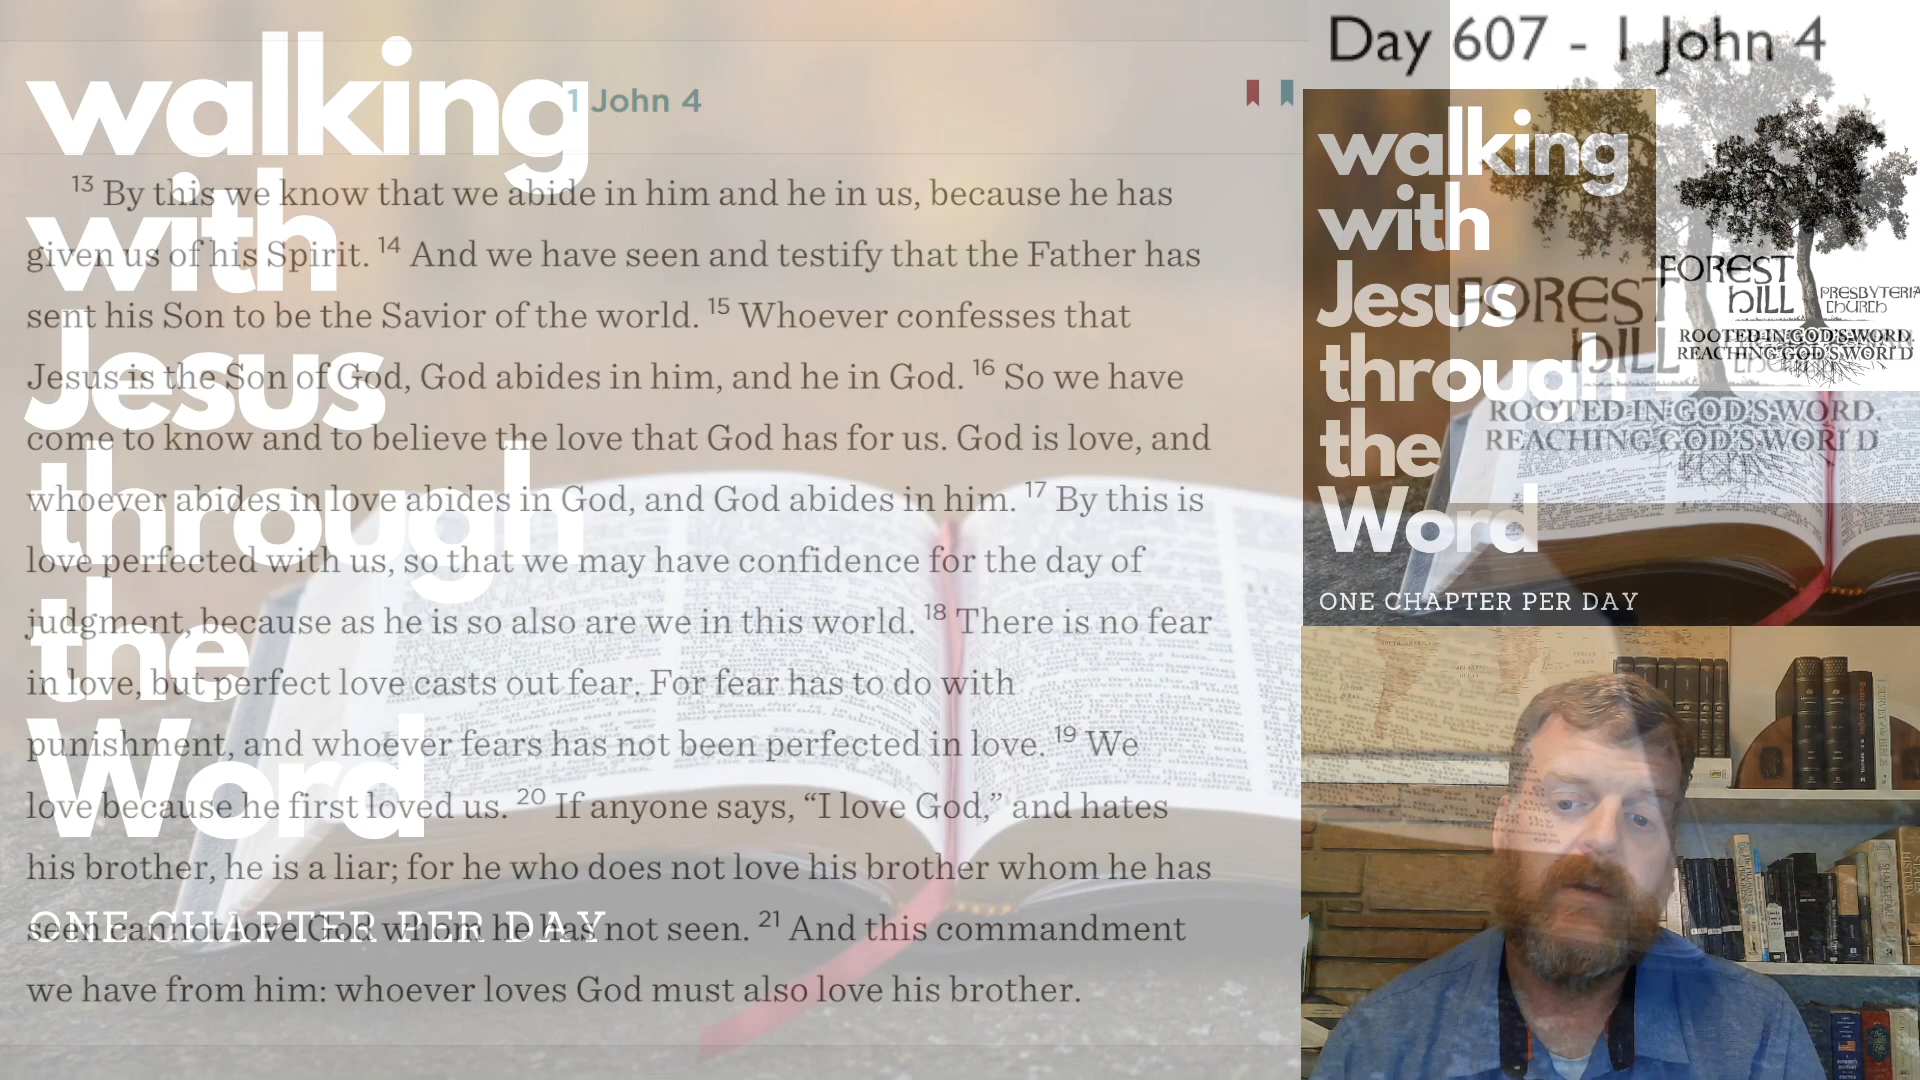 walking
with
Jesus
through
the
Word
ONE CHAPTER PER DAY
1 John 4
13 By this we know that we abide in him and he in us, because he has
given us of his Spirit. 14 And we have seen and testify that the Father has
sent his Son to be the Savior of the world. 15 Whoever confesses that
Jesus is the Son of God, God abides in him, and he in God. 16 So we have
come to know and to believe the love that God has for us. God is love, and
whoever abides in love abides in God, and God abides in him. 17 By this is
love perfected with us, so that we may have confidence for the day of
judgment, because as he is so also are we in this world. 18 There is no fear
in love, but perfect love casts out fear. For fear has to do with
punishment, and whoever fears has not been perfected in love. 19 We
love because he first loved us. 20 If anyone says, “I love God,” and hates
his brother, he is a liar; for he who does not love his brother whom he has
seen cannot love God whom he has not seen. 21 And this commandment
we have from him: whoever loves God must also love his brother.
Day 607 - 1 John 4
walking
with
Jesus
through
the
Word
ONE CHAPTER PER DAY
FOREST
HILL
PRESBYTERIA
CHURCH
ROOTED IN GOD'S WORD.
REACHING GOD'S WORLD
FOREST
HILL
ROOTED IN GOD'S WORD.
REACHING GOD'S WORLD